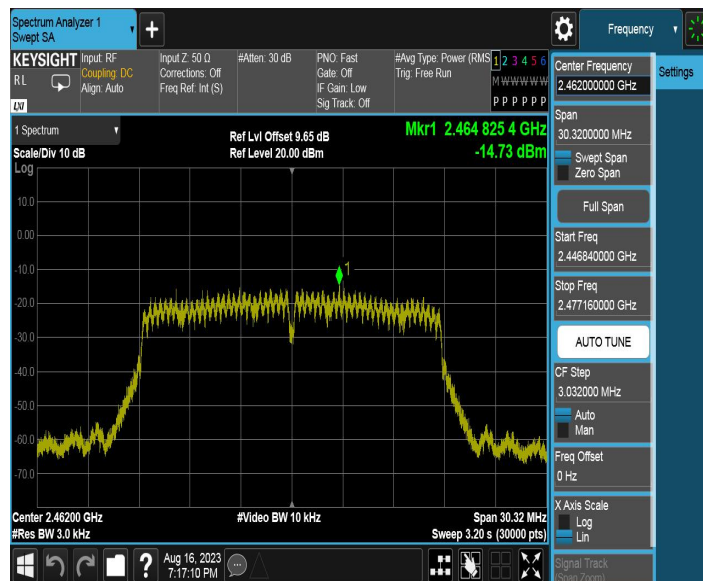 Spectrum Analyzer 1
Swept SA
+
Frequency
KEYSIGHT
RL
LXI
Input: RF
Coupling: DC
Align: Auto
Input Z: 50 Ω
Corrections: Off
Freq Ref: Int (S)
#Atten: 30 dB
PNO: Fast
Gate: Off
IF Gain: Low
Sig Track: Off
#Avg Type: Power (RMS
Trig: Free Run
1 2 3 4 5 6
M W W W W W
P P P P P P
1 Spectrum
Scale/Div 10 dB
Ref Lvl Offset 9.65 dB
Ref Level 20.00 dBm
Mkr1 2.464 825 4 GHz
-14.73 dBm
Log
10.0
0.00
-10.0
-20.0
-30.0
-40.0
-50.0
-60.0
-70.0
1
Center 2.46200 GHz
#Res BW 3.0 kHz
#Video BW 10 kHz
Span 30.32 MHz
Sweep 3.20 s (30000 pts)
Aug 16, 2023
7:17:10 PM
?
Center Frequency
2.462000000 GHz
Settings
Span
30.3200000 MHz
Swept Span
Zero Span
Full Span
Start Freq
2.446840000 GHz
Stop Freq
2.477160000 GHz
AUTO TUNE
CF Step
3.032000 MHz
Auto
Man
Freq Offset
0 Hz
X Axis Scale
Log
Lin
Signal Track
(Span Zoom)